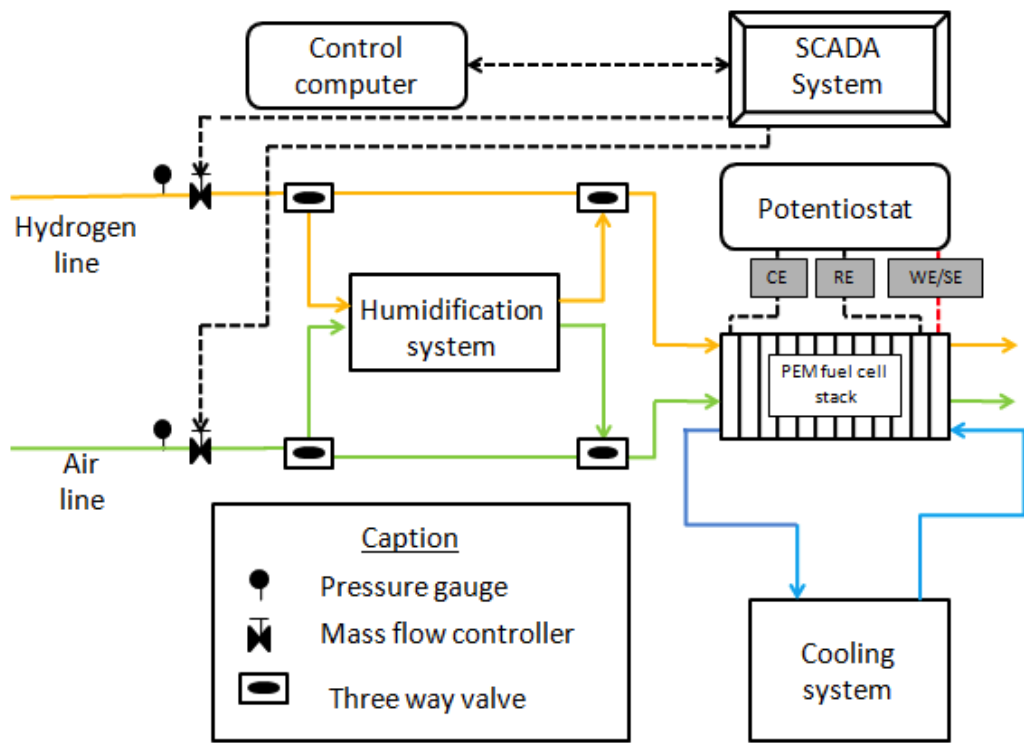 Control
computer
SCADA
System
Hydrogen
line
Potentiostat
CE
RE
WE/SE
Humidification
system
PEM fuel cell
stack
Air
line
Caption
Pressure gauge
Mass flow controller
Three way valve
Cooling
system